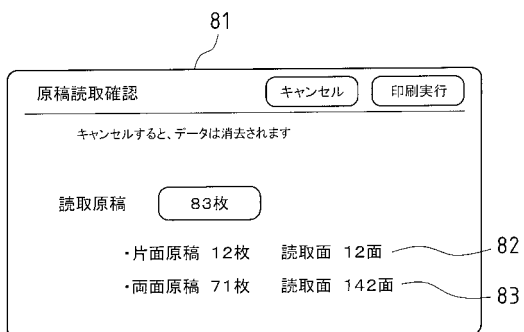 81
原稿読取確認 キャンセル 印刷実行
キャンセルすると、データは消去されます
読取原稿 83枚
・片面原稿 12枚 読取面 12面 82
・両面原稿 71枚 読取面 142面 83